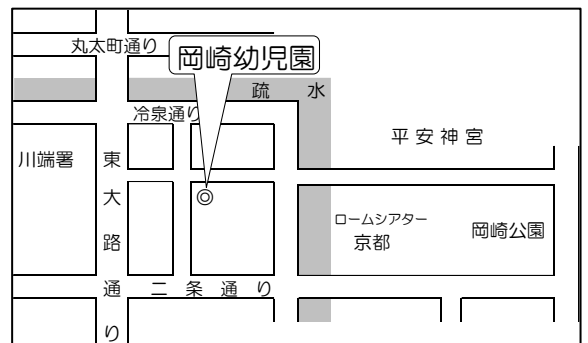 丸太町通り
岡崎幼児園
疏水
冷泉通り
平安神宮
川端署
東大路通り
◎
ロームシアター
京都
岡崎公園
二条通り